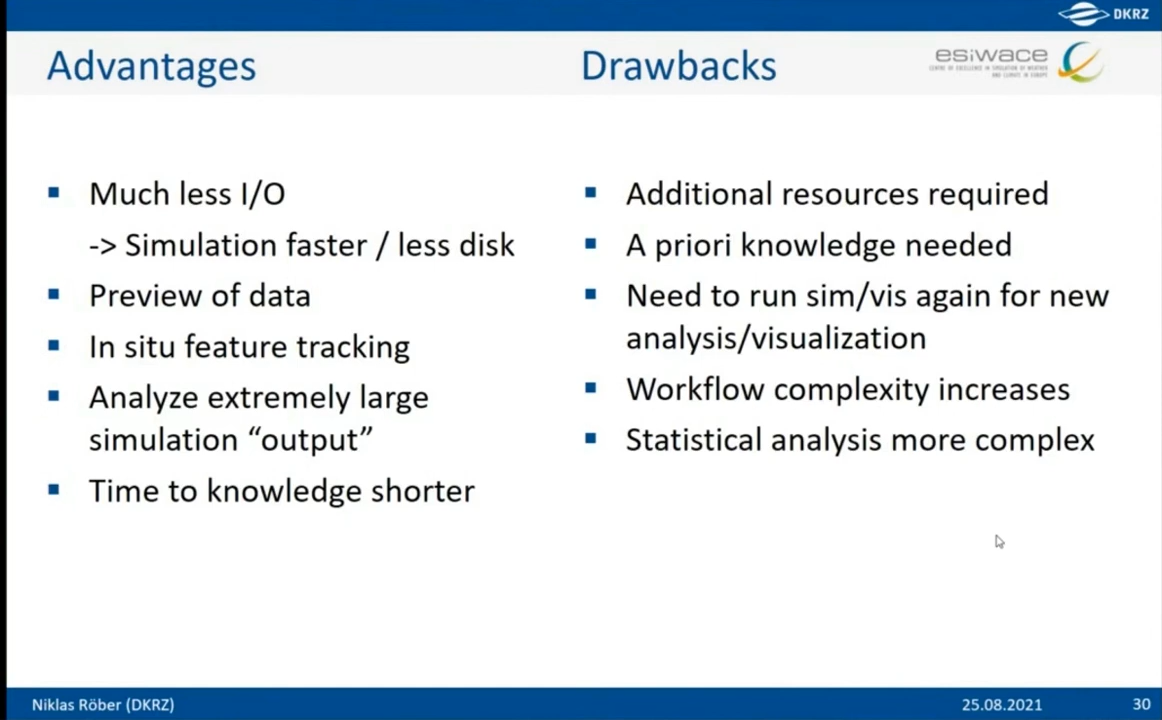 DKRZ
Advantages
Drawbacks
esiwace
CENTRE OF EXCELLENCE IN SIMULATION OF WEATHER
AND CLIMATE IN EUROPE
Much less I/O
-> Simulation faster / less disk
Preview of data
In situ feature tracking
Analyze extremely large
simulation “output”
Time to knowledge shorter
Additional resources required
A priori knowledge needed
Need to run sim/vis again for new
analysis/visualization
Workflow complexity increases
Statistical analysis more complex
Niklas Röber (DKRZ)
25.08.2021
30